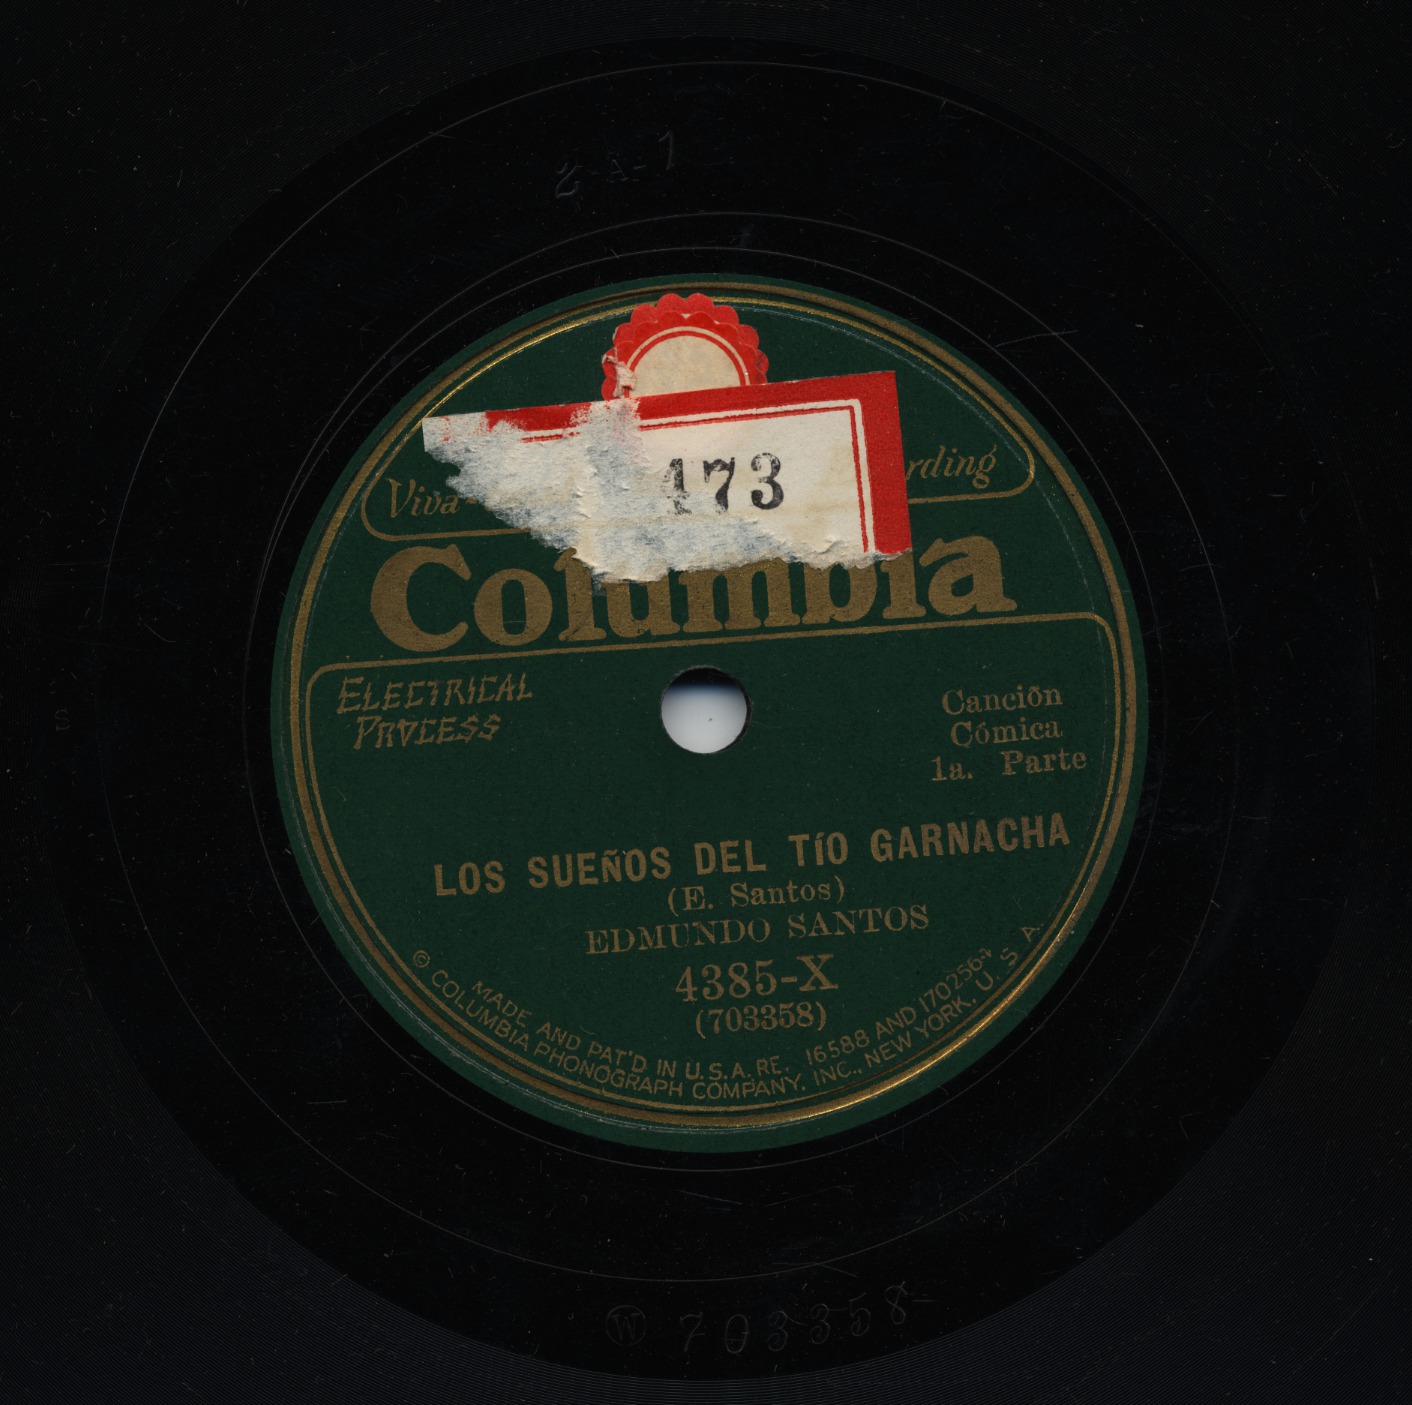 2-A-1
473
Viva- rding
Columbia
ELECTRICAL
PROCESS
Canción
Cómica
1a. Parte
LOS SUEÑOS DEL TÍO GARNACHA
(E. Santos)
EDMUNDO SANTOS
4385-X
(703358)
MADE AND PAT'D IN U.S.A. RE. 16588 AND 1702564
© COLUMBIA PHONOGRAPH COMPANY, INC., NEW YORK, U. S. A.
W 703358
S